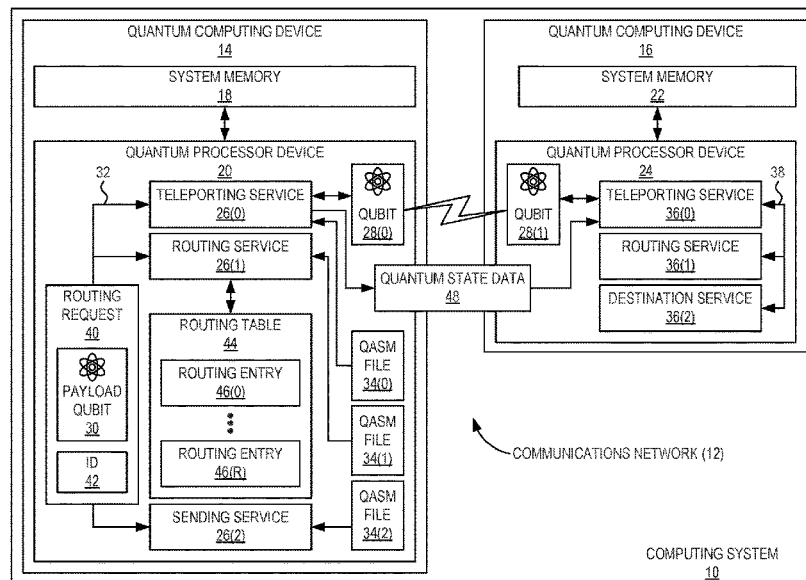 QUANTUM COMPUTING DEVICE
14
SYSTEM MEMORY
18
QUANTUM PROCESSOR DEVICE
20
32
TELEPORTING SERVICE
26(0)
QUBIT
28(0)
ROUTING SERVICE
26(1)
ROUTING
REQUEST
40
PAYLOAD
QUBIT
30
ID
42
ROUTING TABLE
44
ROUTING ENTRY
46(0)
ROUTING ENTRY
46(R)
SENDING SERVICE
26(2)
QASM
FILE
34(0)
QASM
FILE
34(1)
QASM
FILE
34(2)
QUANTUM STATE DATA
48
QUANTUM COMPUTING DEVICE
16
SYSTEM MEMORY
22
QUANTUM PROCESSOR DEVICE
24
38
QUBIT
28(1)
TELEPORTING SERVICE
36(0)
ROUTING SERVICE
36(1)
DESTINATION SERVICE
36(2)
COMMUNICATIONS NETWORK (12)
COMPUTING SYSTEM
10